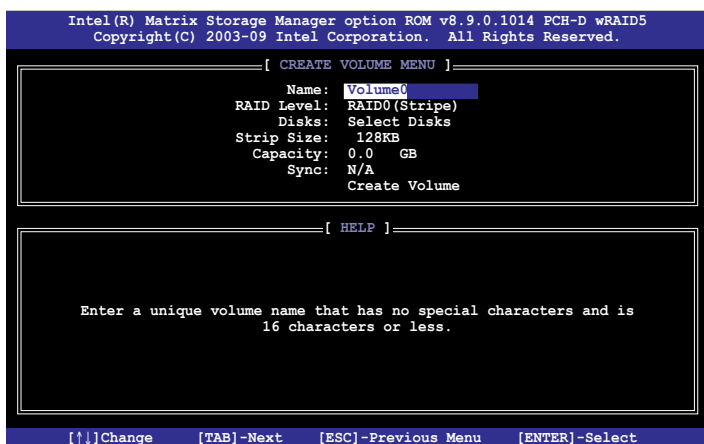 Intel(R) Matrix Storage Manager option ROM v8.9.0.1014 PCH-D wRAID5
Copyright(C) 2003-09 Intel Corporation. All Rights Reserved.
[ CREATE VOLUME MENU ]
Name: Volume0
RAID Level: RAID0(Stripe)
Disks: Select Disks
Strip Size: 128KB
Capacity: 0.0 GB
Sync: N/A
Create Volume
[ HELP ]
Enter a unique volume name that has no special characters and is
16 characters or less.
[↑↓]Change [TAB]-Next [ESC]-Previous Menu [ENTER]-Select